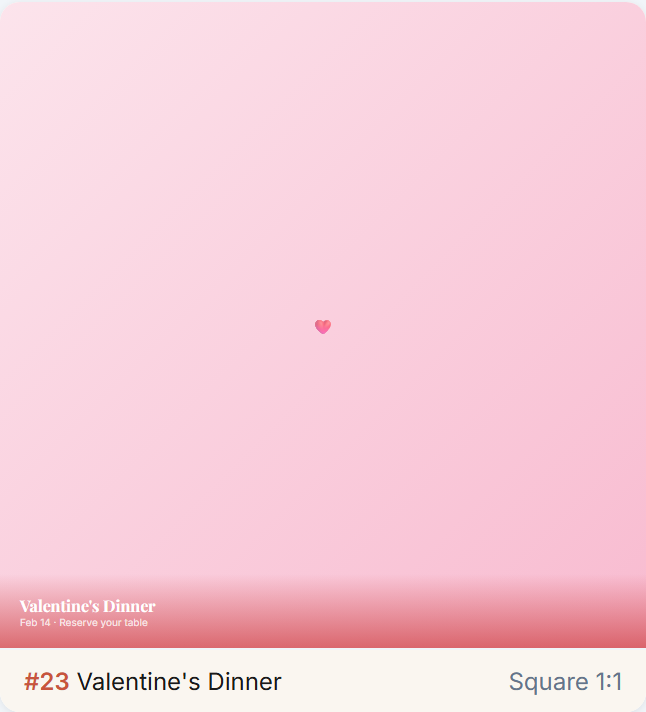 Valentine's Dinner
Feb 14 · Reserve your table
#23 Valentine's Dinner
Square 1:1